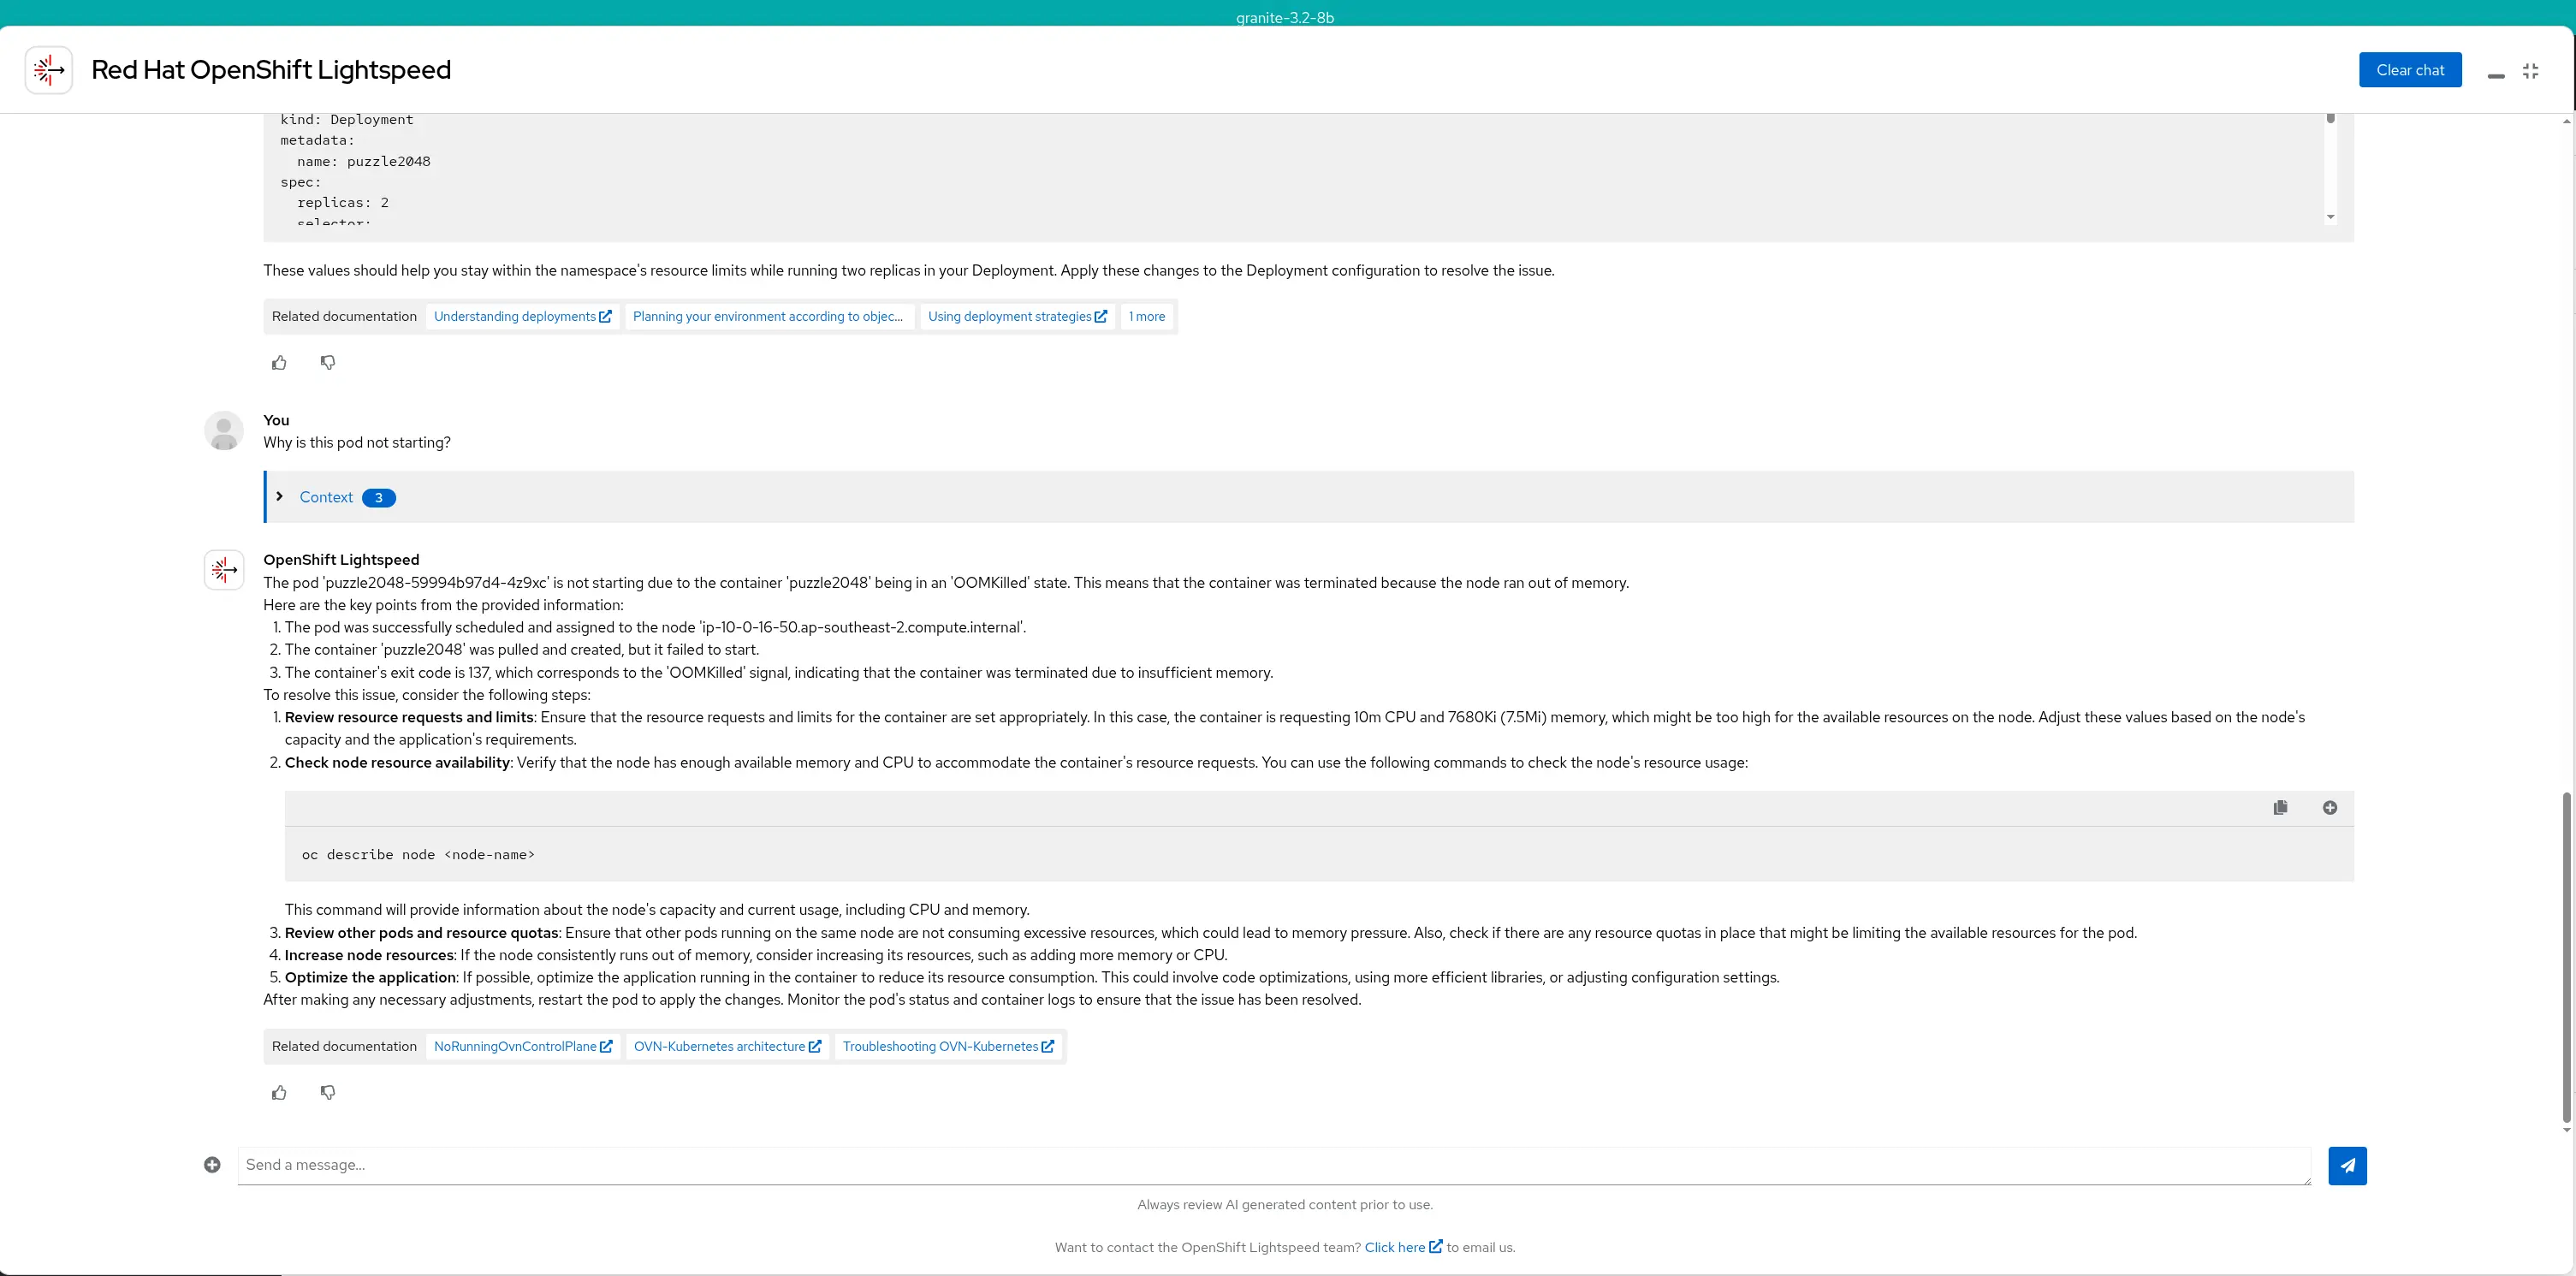 granite-3.2-8b
Red Hat OpenShift Lightspeed
Clear chat
kind: Deployment
metadata:
  name: puzzle2048
spec:
  replicas: 2
  selector:
These values should help you stay within the namespace's resource limits while running two replicas in your Deployment. Apply these changes to the Deployment configuration to resolve the issue.
Related documentation Understanding deployments Planning your environment according to objec... Using deployment strategies 1 more
You
Why is this pod not starting?
Context 3
OpenShift Lightspeed
The pod 'puzzle2048-59994b97d4-4z9xc' is not starting due to the container 'puzzle2048' being in an 'OOMKilled' state. This means that the container was terminated because the node ran out of memory.
Here are the key points from the provided information:
1. The pod was successfully scheduled and assigned to the node 'ip-10-0-16-50.ap-southeast-2.compute.internal'.
2. The container 'puzzle2048' was pulled and created, but it failed to start.
3. The container's exit code is 137, which corresponds to the 'OOMKilled' signal, indicating that the container was terminated due to insufficient memory.
To resolve this issue, consider the following steps:
1. Review resource requests and limits: Ensure that the resource requests and limits for the container are set appropriately. In this case, the container is requesting 10m CPU and 7680Ki (7.5Mi) memory, which might be too high for the available resources on the node. Adjust these values based on the node's
capacity and the application's requirements.
2. Check node resource availability: Verify that the node has enough available memory and CPU to accommodate the container's resource requests. You can use the following commands to check the node's resource usage:
oc describe node <node-name>
This command will provide information about the node's capacity and current usage, including CPU and memory.
3. Review other pods and resource quotas: Ensure that other pods running on the same node are not consuming excessive resources, which could lead to memory pressure. Also, check if there are any resource quotas in place that might be limiting the available resources for the pod.
4. Increase node resources: If the node consistently runs out of memory, consider increasing its resources, such as adding more memory or CPU.
5. Optimize the application: If possible, optimize the application running in the container to reduce its resource consumption. This could involve code optimizations, using more efficient libraries, or adjusting configuration settings.
After making any necessary adjustments, restart the pod to apply the changes. Monitor the pod's status and container logs to ensure that the issue has been resolved.
Related documentation NoRunningOvnControlPlane OVN-Kubernetes architecture Troubleshooting OVN-Kubernetes
Send a message...
Always review AI generated content prior to use.
Want to contact the OpenShift Lightspeed team? Click here to email us.